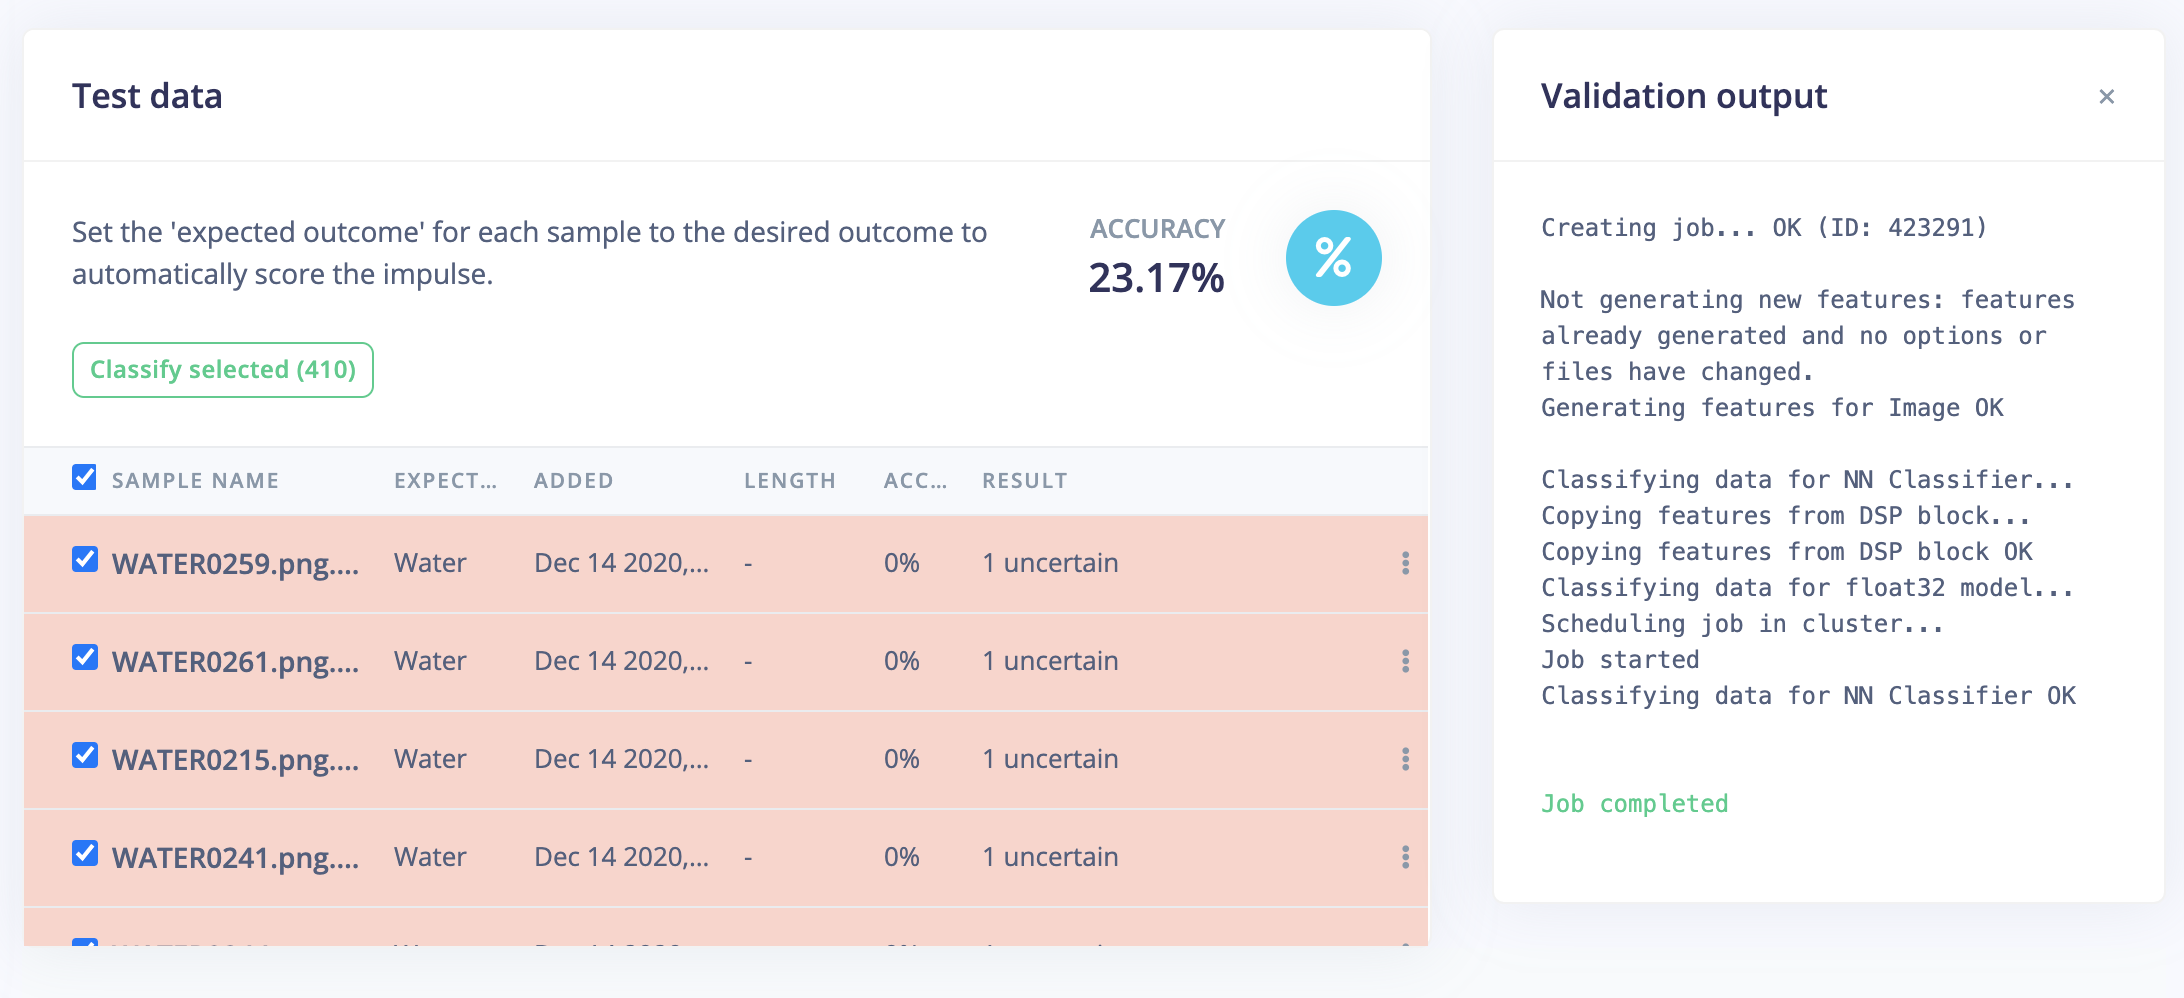 Test data
Set the 'expected outcome' for each sample to the desired outcome to
automatically score the impulse.
ACCURACY
23.17%
%
Classify selected (410)
SAMPLE NAME EXPECT... ADDED LENGTH ACC... RESULT
WATER0259.png.... Water Dec 14 2020,... - 0% 1 uncertain
WATER0261.png.... Water Dec 14 2020,... - 0% 1 uncertain
WATER0215.png.... Water Dec 14 2020,... - 0% 1 uncertain
WATER0241.png.... Water Dec 14 2020,... - 0% 1 uncertain
Validation output
×
Creating job... OK (ID: 423291)
Not generating new features: features
already generated and no options or
files have changed.
Generating features for Image OK
Classifying data for NN Classifier...
Copying features from DSP block...
Copying features from DSP block OK
Classifying data for float32 model...
Scheduling job in cluster...
Job started
Classifying data for NN Classifier OK
Job completed